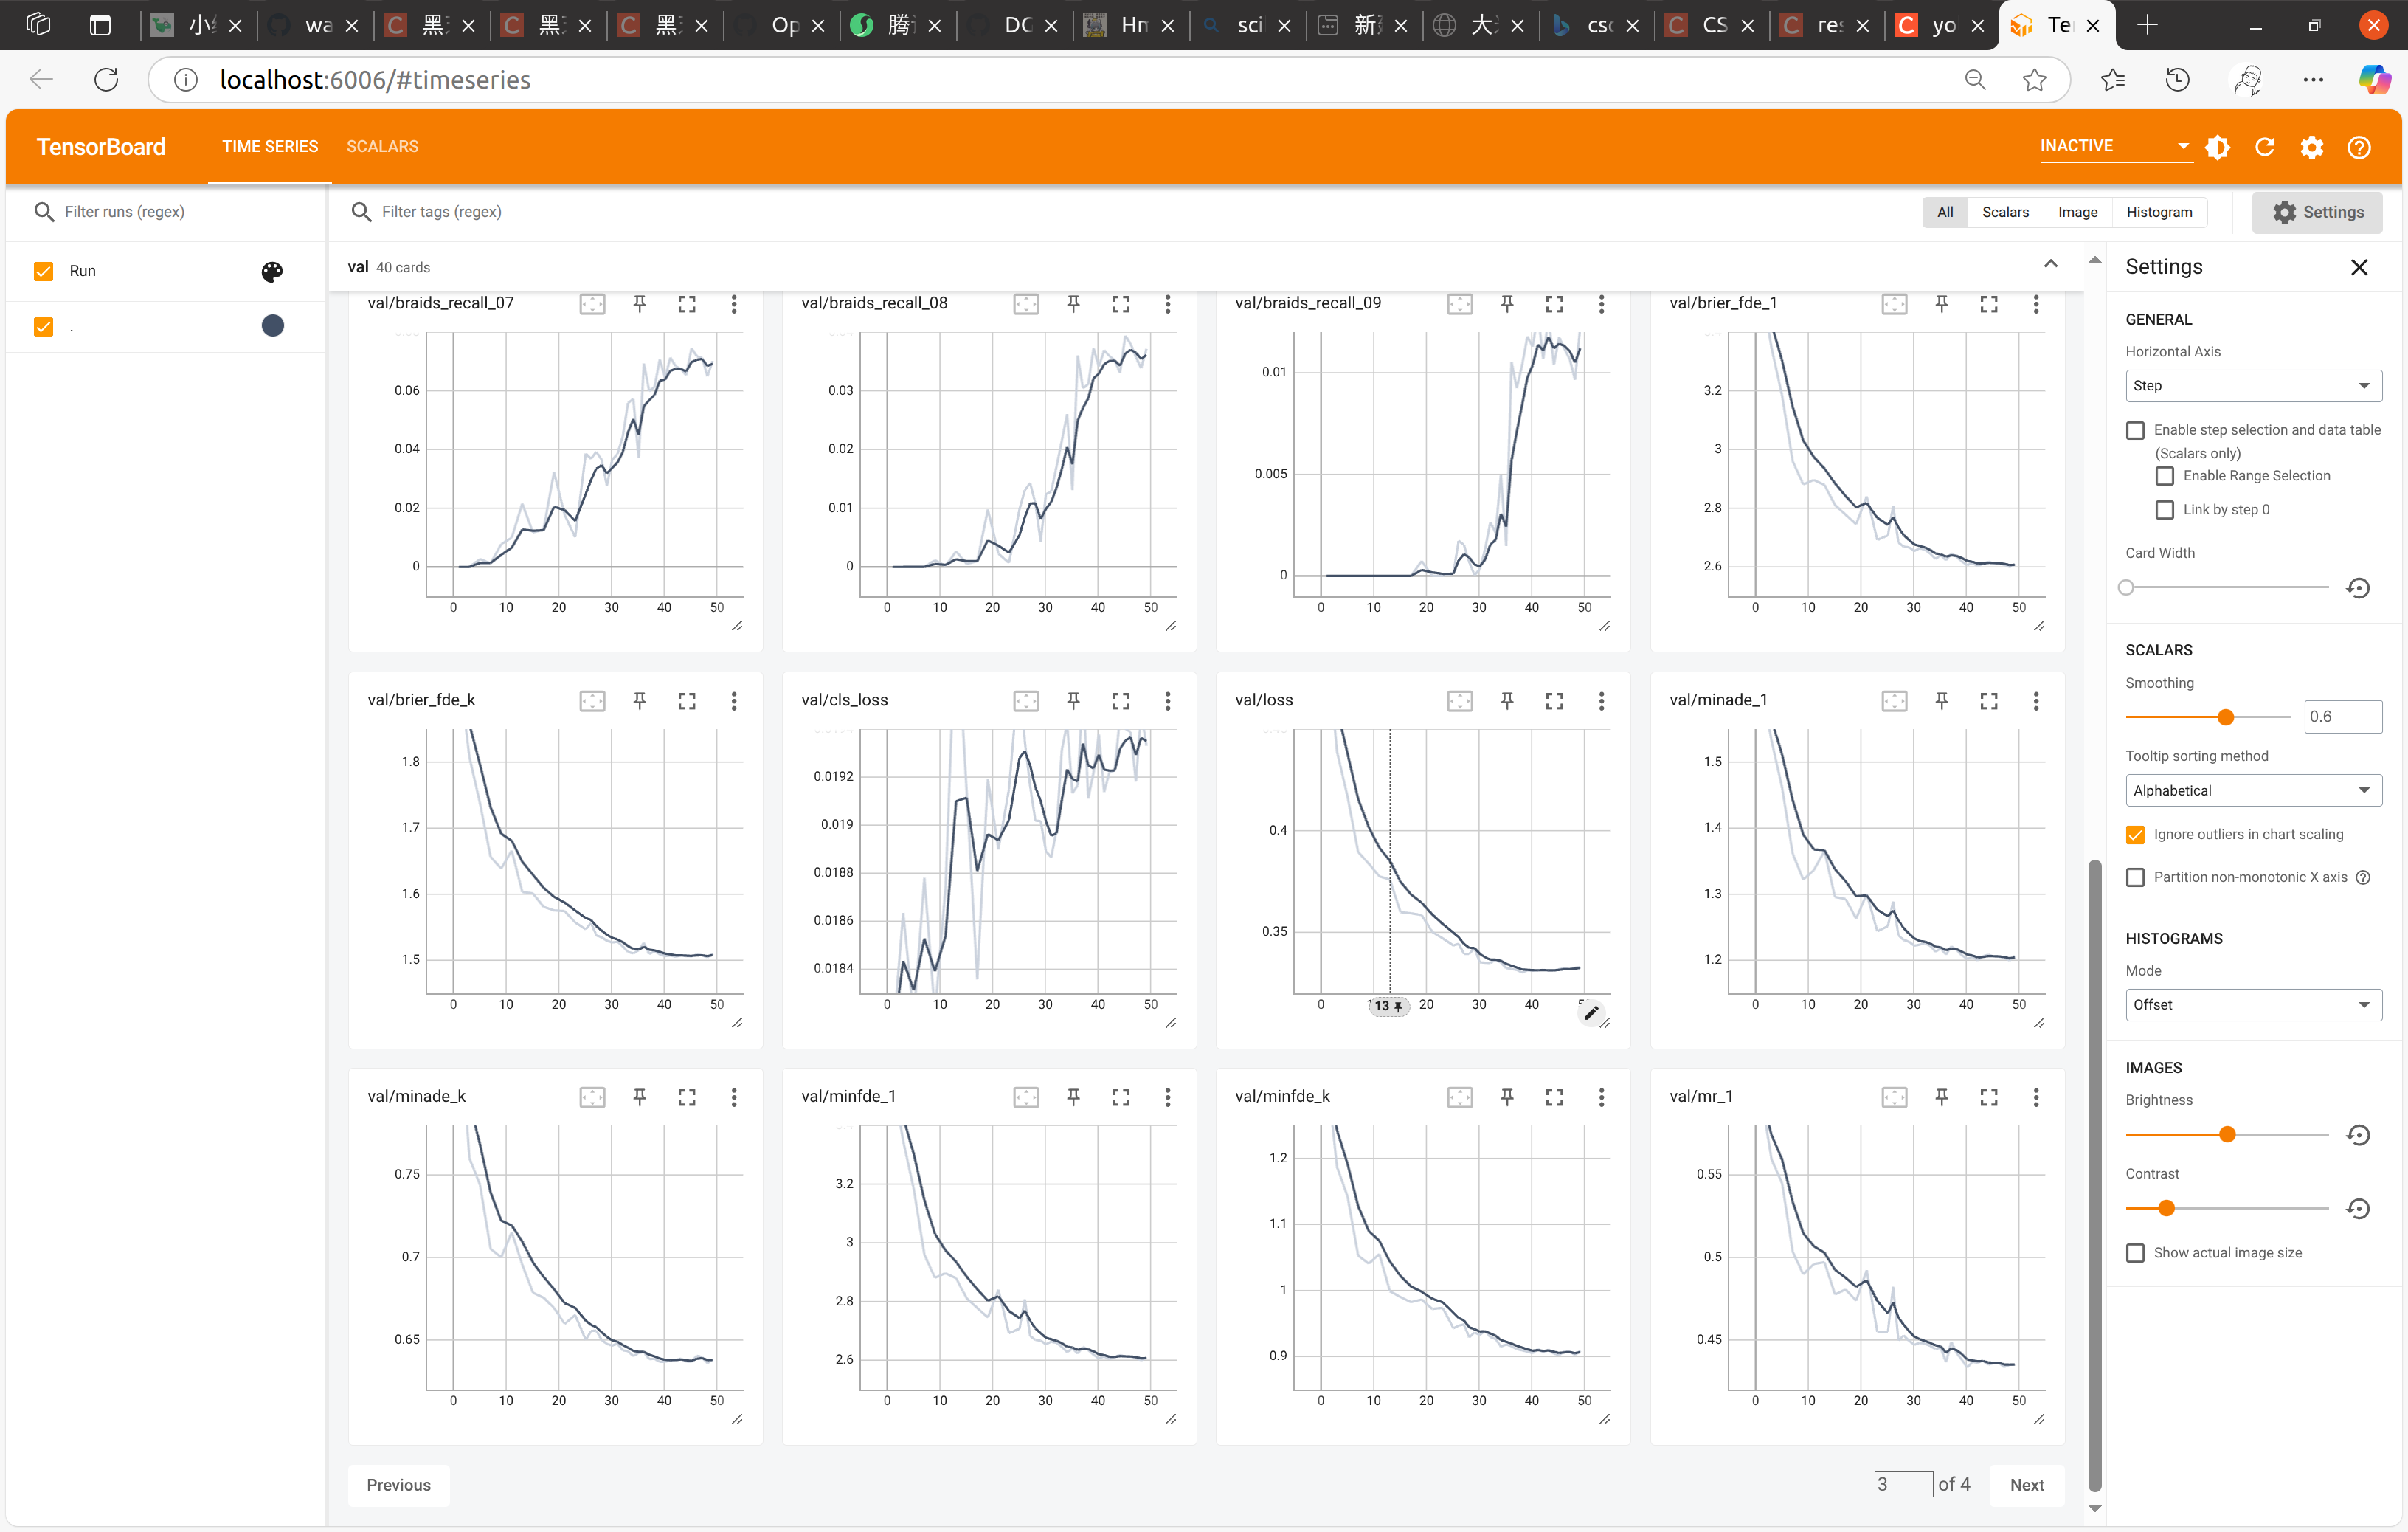 小 wa 黑 黑 黑 Op 腾 DC Hn sci 新 大 csc CS re yo Te
localhost:6006/#timeseries
TensorBoard TIME SERIES SCALARS INACTIVE
Filter runs (regex) Filter tags (regex) All Scalars Image Histogram Settings
Run
.
val 40 cards
val/braids_recall_07 val/braids_recall_08 val/braids_recall_09 val/brier_fde_1
0.06 0.04 0.02 0
0 10 20 30 40 50
0.03 0.02 0.01 0
0 10 20 30 40 50
0.01 0.005 0
0 10 20 30 40 50
3.2 3 2.8 2.6
0 10 20 30 40 50
val/brier_fde_k val/cls_loss val/loss val/minade_1
1.8 1.7 1.6 1.5
0 10 20 30 40 50
0.0192 0.019 0.0188 0.0186 0.0184
0 10 20 30 40 50
0.4 0.35
0 13 20 30 40
1.5 1.4 1.3 1.2
0 10 20 30 40 50
val/minade_k val/minfde_1 val/minfde_k val/mr_1
0.75 0.7 0.65
0 10 20 30 40 50
3.2 3 2.8 2.6
0 10 20 30 40 50
1.2 1.1 1 0.9
0 10 20 30 40 50
0.55 0.5 0.45
0 10 20 30 40 50
Previous 3 of 4 Next
Settings
GENERAL
Horizontal Axis
Step
Enable step selection and data table
(Scalars only)
Enable Range Selection
Link by step 0
Card Width
SCALARS
Smoothing
0.6
Tooltip sorting method
Alphabetical
Ignore outliers in chart scaling
Partition non-monotonic X axis
HISTOGRAMS
Mode
Offset
IMAGES
Brightness
Contrast
Show actual image size